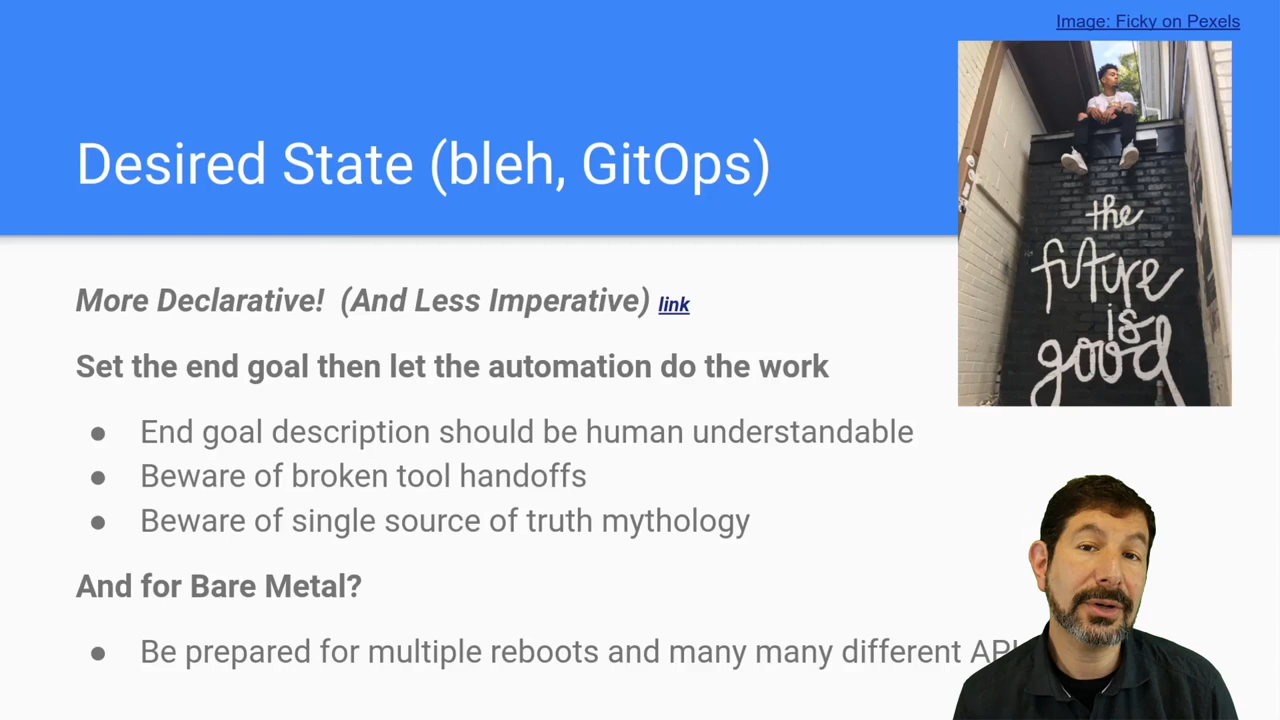 Image: Ficky on Pexels
Desired State (bleh, GitOps)
the
future
is
good
More Declarative!  (And Less Imperative) link
Set the end goal then let the automation do the work
● End goal description should be human understandable
● Beware of broken tool handoffs
● Beware of single source of truth mythology
And for Bare Metal?
● Be prepared for multiple reboots and many many different